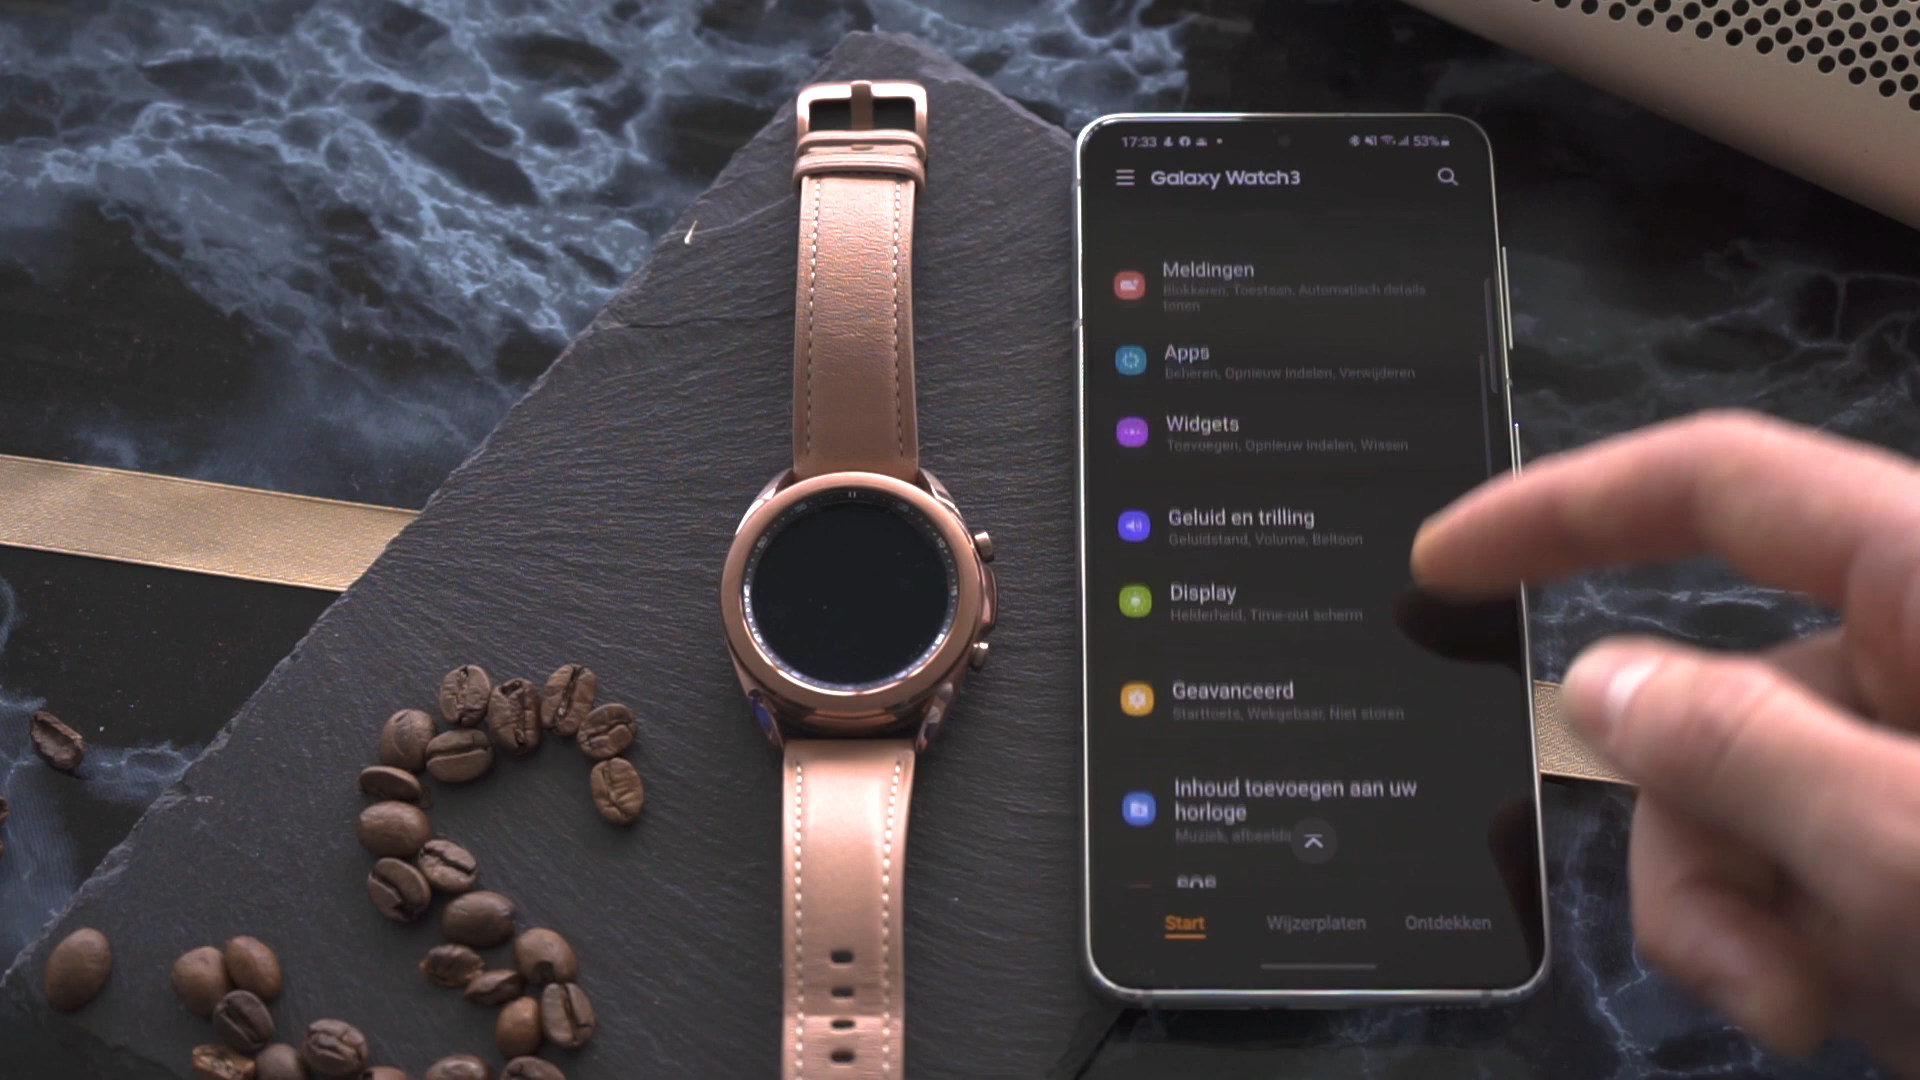 17:33
53%
Galaxy Watch3
Meldingen
Blokkeren, Toestaan, Automatisch details
tonen
Apps
Beheren, Opnieuw indelen, Verwijderen
Widgets
Toevoegen, Opnieuw indelen, Wissen
Geluid en trilling
Geluidstand, Volume, Beltoon
Display
Helderheid, Time-out scherm
Geavanceerd
Starttoets, Wekgebaar, Niet storen
Inhoud toevoegen aan uw
horloge
Muziek,
Start Wijzerplaten Ontdekken